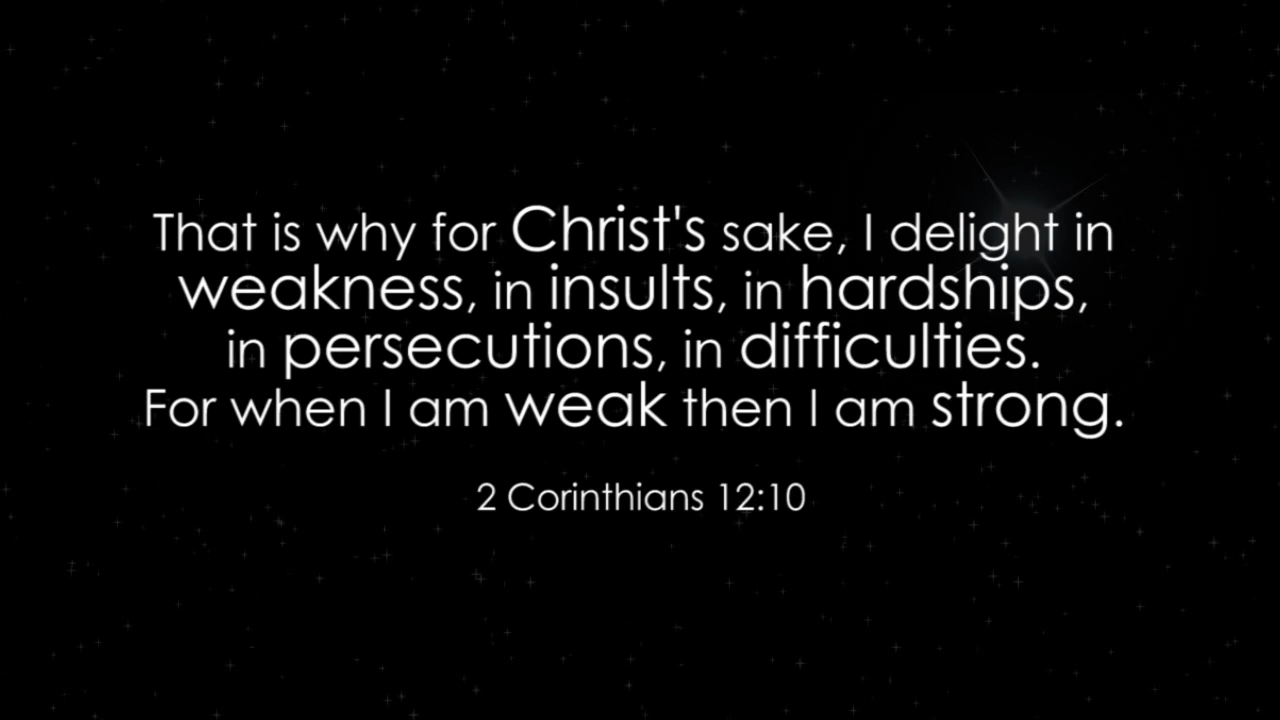 That is why for Christ's sake, I delight in
weakness, in insults, in hardships,
in persecutions, in difficulties.
For when I am weak then I am strong.
2 Corinthians 12:10